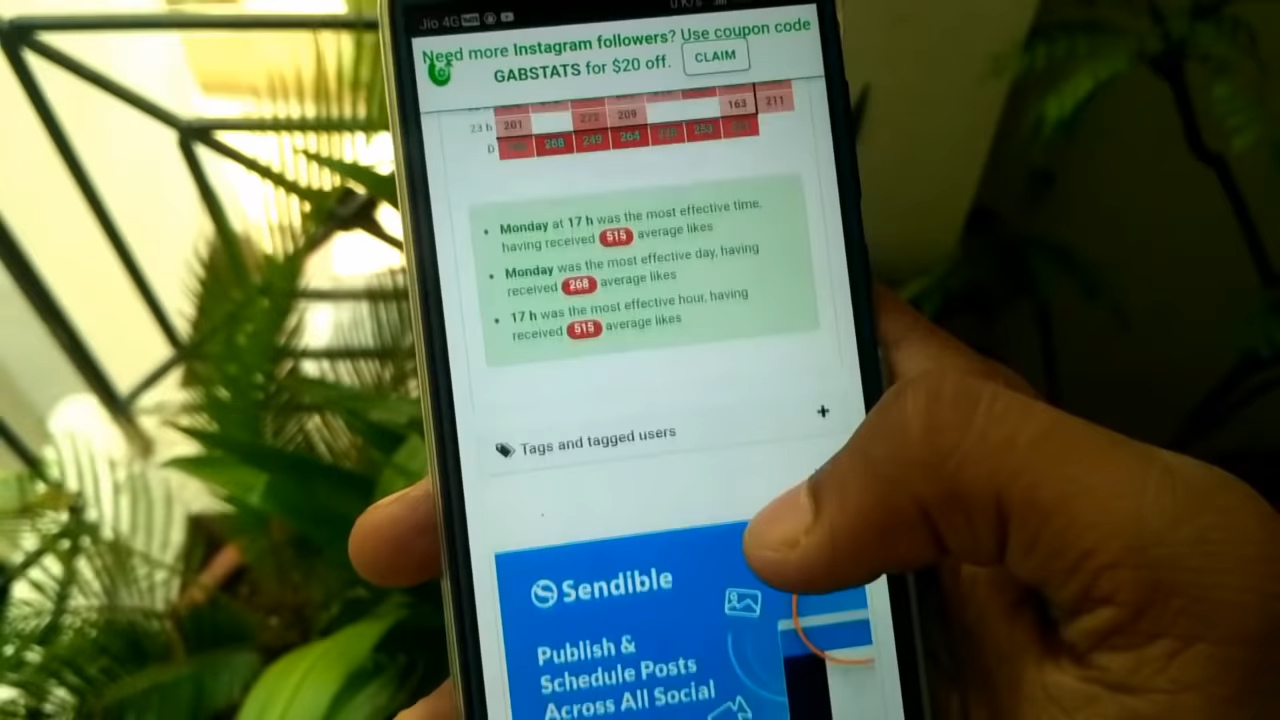 Jio 4G
0 K/s
Need more Instagram followers? Use coupon code
GABSTATS for $20 off. CLAIM
23 h 201 272 209 163 211
D 268 249 264 253
Monday at 17 h was the most effective time,
having received 515 average likes
Monday was the most effective day, having
received 268 average likes
17 h was the most effective hour, having
received 515 average likes
Tags and tagged users +
Sendible
Publish &
Schedule Posts
Across All Social